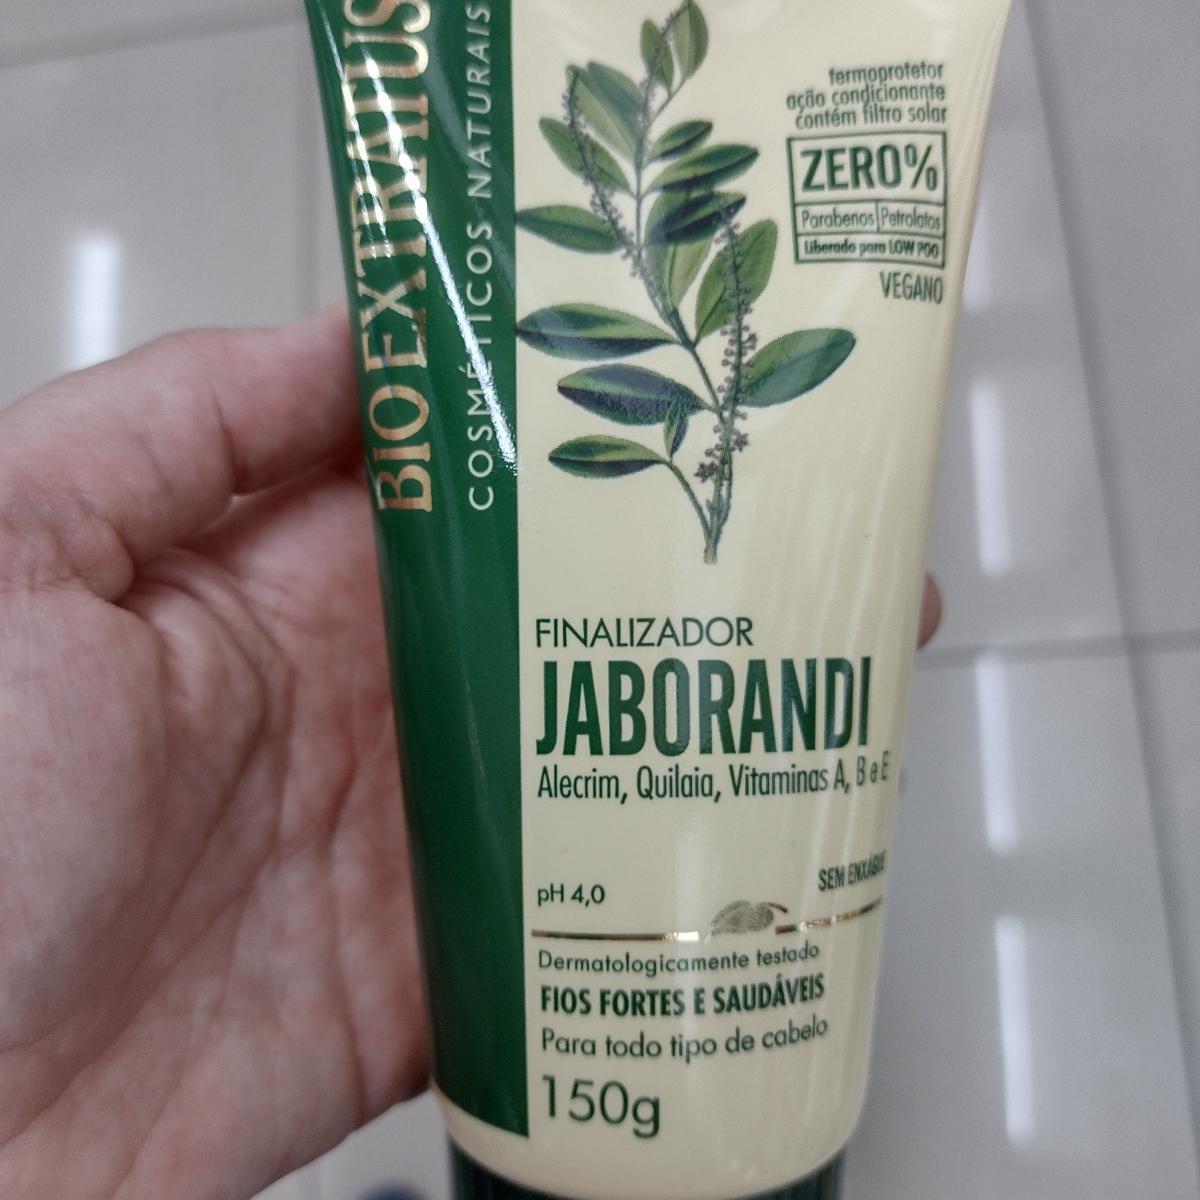 BIO EXTRATUS
COSMÉTICOS NATURAIS
termoprotetor
ação condicionante
contém filtro solar
ZERO%
Parabenos Petrolatos
Liberado para LOW POO
VEGANO
FINALIZADOR
JABORANDI
Alecrim, Quilaia, Vitaminas A, B e E
SEM ENXÁGUE
pH 4,0
Dermatologicamente testado
FIOS FORTES E SAUDÁVEIS
Para todo tipo de cabelo
150g